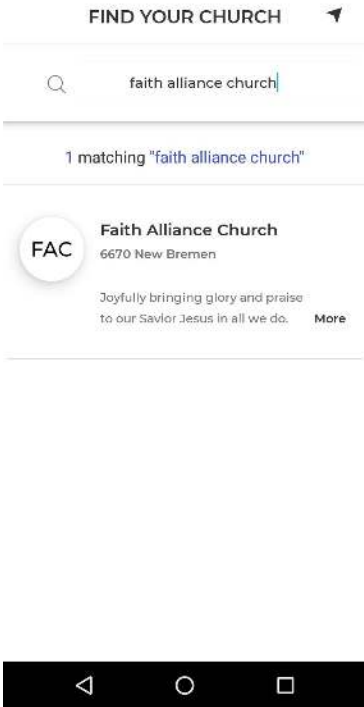 FIND YOUR CHURCH
faith alliance church
1 matching "faith alliance church"
FAC
Faith Alliance Church
6670 New Bremen
Joyfully bringing glory and praise
to our Savior Jesus in all we do. More